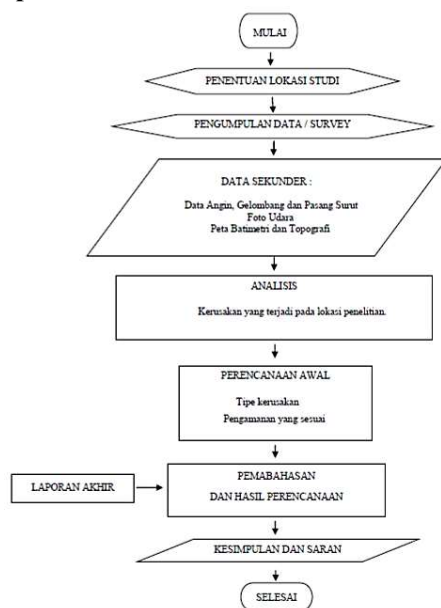 MULAI
PENENTUAN LOKASI STUDI
PENGUMPULAN DATA / SURVEY
DATA SEKUNDER :
Data Angin, Gelombang dan Pasang Surut
Foto Udara
Peta Batimetri dan Topografi
ANALISIS
Kerusakan yang terjadi pada lokasi penelitian.
PERENCANAAN AWAL
Tipe kerusakan
Pengamanan yang sesuai
LAPORAN AKHIR
PEMABAHASAN
DAN HASIL PERENCANAAN
KESIMPULAN DAN SARAN
SELESAI